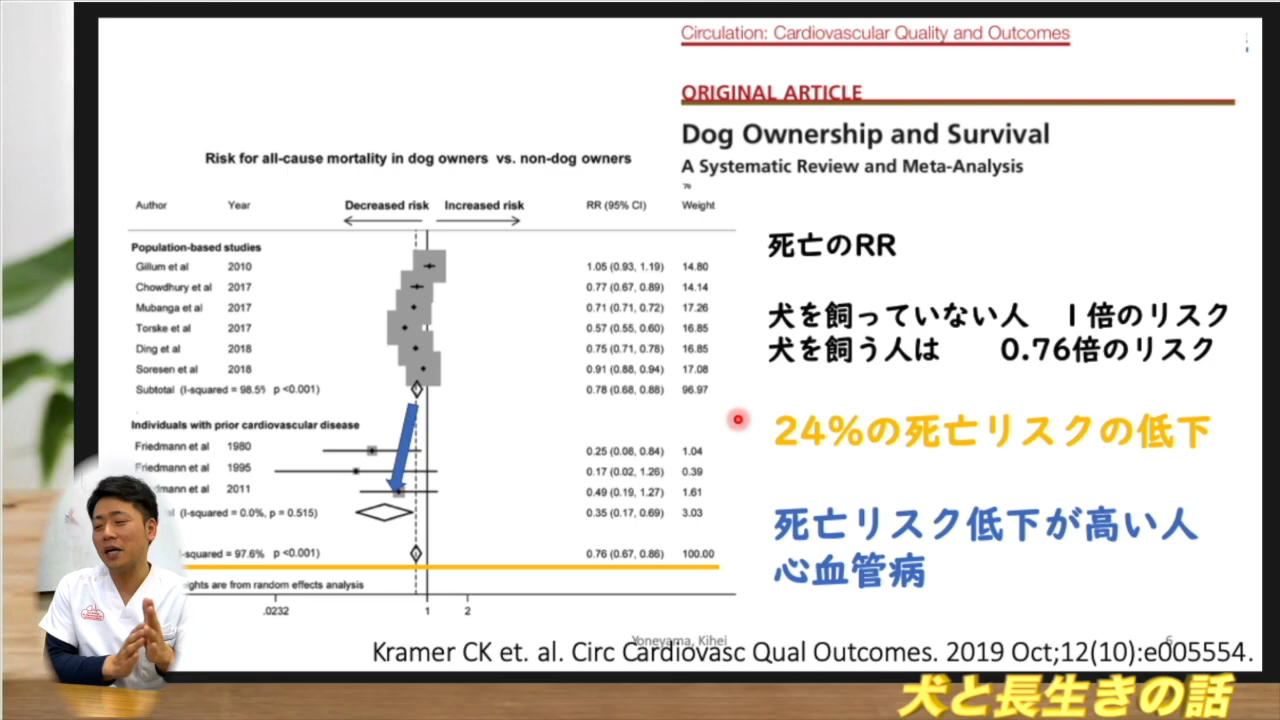 Circulation: Cardiovascular Quality and Outcomes
ORIGINAL ARTICLE
Dog Ownership and Survival
A Systematic Review and Meta-Analysis
Risk for all-cause mortality in dog owners vs. non-dog owners
%
Author Year Decreased risk Increased risk RR (95% CI) Weight
Population-based studies
Gillum et al 2010 1.05 (0.93, 1.19) 14.80
Chowdhury et al 2017 0.77 (0.67, 0.89) 14.14
Mubanga et al 2017 0.71 (0.71, 0.72) 17.26
Torske et al 2017 0.57 (0.55, 0.60) 16.85
Ding et al 2018 0.75 (0.71, 0.78) 16.85
Soresen et al 2018 0.91 (0.88, 0.94) 17.08
Subtotal (I-squared = 98.5% p <0.001) 0.78 (0.68, 0.88) 96.97
Individuals with prior cardiovascular disease
Friedmann et al 1980 0.25 (0.08, 0.84) 1.04
Friedmann et al 1995 0.17 (0.02, 1.26) 0.39
dmann et al 2011 0.49 (0.19, 1.27) 1.61
(I-squared = 0.0%, p = 0.515) 0.35 (0.17, 0.69) 3.03
-squared = 97.6% p <0.001) 0.76 (0.67, 0.86) 100.00
ights are from random effects analysis
.0232 1 2
死亡のRR
犬を飼っていない人 1倍のリスク
犬を飼う人は 0.76倍のリスク
24%の死亡リスクの低下
死亡リスク低下が高い人
心血管病
Yoneyama, Kihei 6
Kramer CK et. al. Circ Cardiovasc Qual Outcomes. 2019 Oct;12(10):e005554.
犬と長生きの話